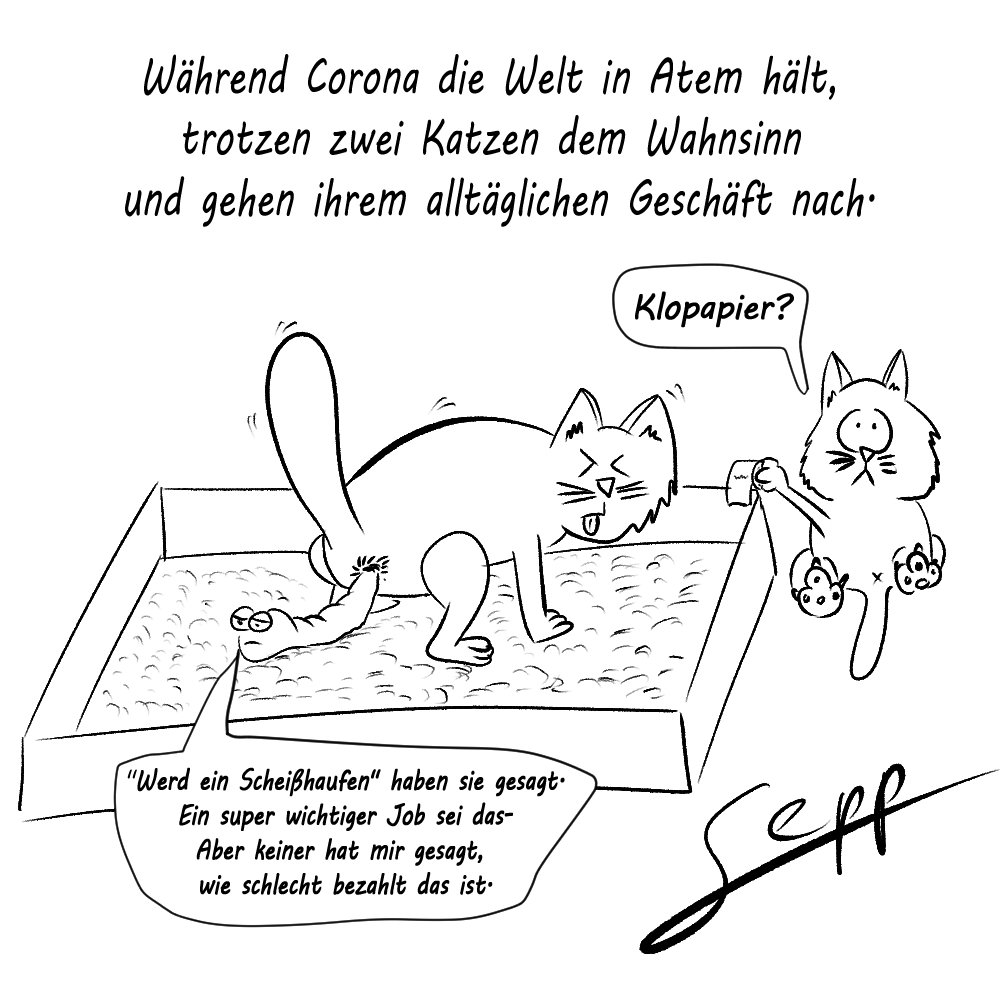 Während Corona die Welt in Atem hält,
trotzen zwei Katzen dem Wahnsinn
und gehen ihrem alltäglichen Geschäft nach.
Klopapier?
"Werd ein Scheißhaufen" haben sie gesagt.
Ein super wichtiger Job sei das-
Aber keiner hat mir gesagt,
wie schlecht bezahlt das ist.
Sepp